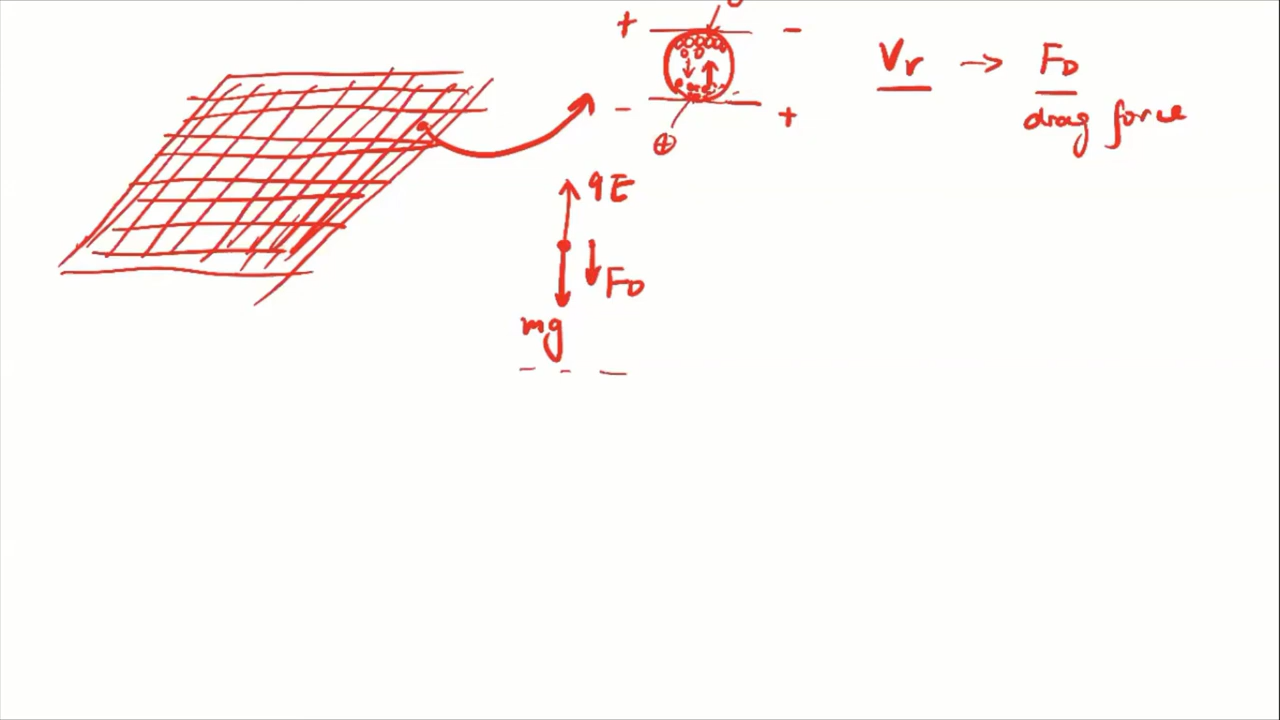 + -
Vr → FD
- +
drag force
⊕
qE
FD
mg